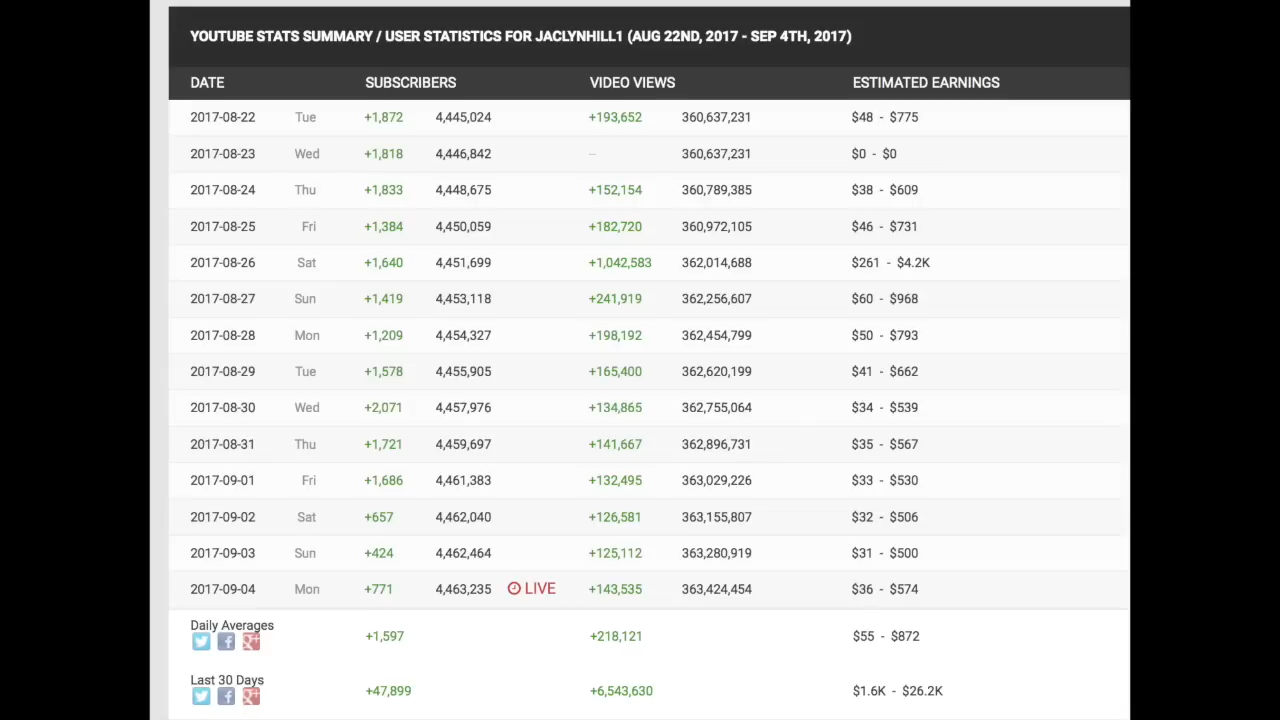 YOUTUBE STATS SUMMARY / USER STATISTICS FOR JACLYNHILL1 (AUG 22ND, 2017 - SEP 4TH, 2017)
DATE SUBSCRIBERS VIDEO VIEWS ESTIMATED EARNINGS
2017-08-22 Tue +1,872 4,445,024 +193,652 360,637,231 $48 - $775
2017-08-23 Wed +1,818 4,446,842 -- 360,637,231 $0 - $0
2017-08-24 Thu +1,833 4,448,675 +152,154 360,789,385 $38 - $609
2017-08-25 Fri +1,384 4,450,059 +182,720 360,972,105 $46 - $731
2017-08-26 Sat +1,640 4,451,699 +1,042,583 362,014,688 $261 - $4.2K
2017-08-27 Sun +1,419 4,453,118 +241,919 362,256,607 $60 - $968
2017-08-28 Mon +1,209 4,454,327 +198,192 362,454,799 $50 - $793
2017-08-29 Tue +1,578 4,455,905 +165,400 362,620,199 $41 - $662
2017-08-30 Wed +2,071 4,457,976 +134,865 362,755,064 $34 - $539
2017-08-31 Thu +1,721 4,459,697 +141,667 362,896,731 $35 - $567
2017-09-01 Fri +1,686 4,461,383 +132,495 363,029,226 $33 - $530
2017-09-02 Sat +657 4,462,040 +126,581 363,155,807 $32 - $506
2017-09-03 Sun +424 4,462,464 +125,112 363,280,919 $31 - $500
2017-09-04 Mon +771 4,463,235 LIVE +143,535 363,424,454 $36 - $574
Daily Averages +1,597 +218,121 $55 - $872
Last 30 Days +47,899 +6,543,630 $1.6K - $26.2K